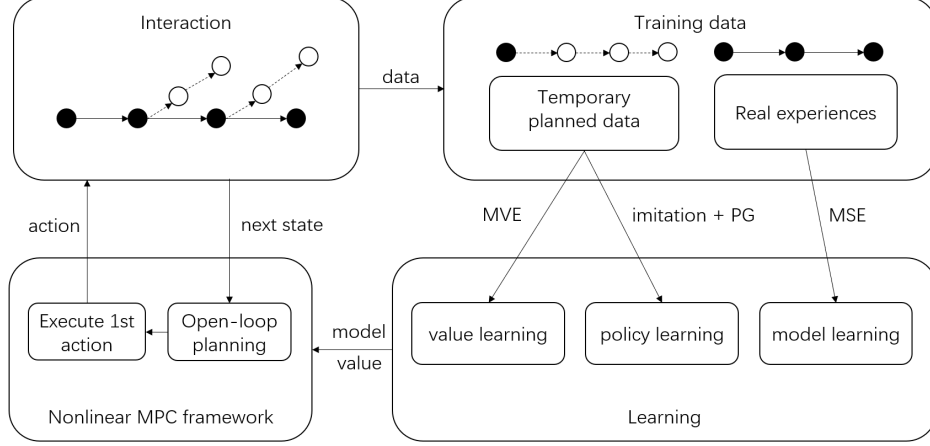 Interaction
Training data
data
Temporary
planned data
Real experiences
action
next state
MVE
imitation + PG
MSE
Execute 1st
action
Open-loop
planning
model
value
value learning
policy learning
model learning
Nonlinear MPC framework
Learning